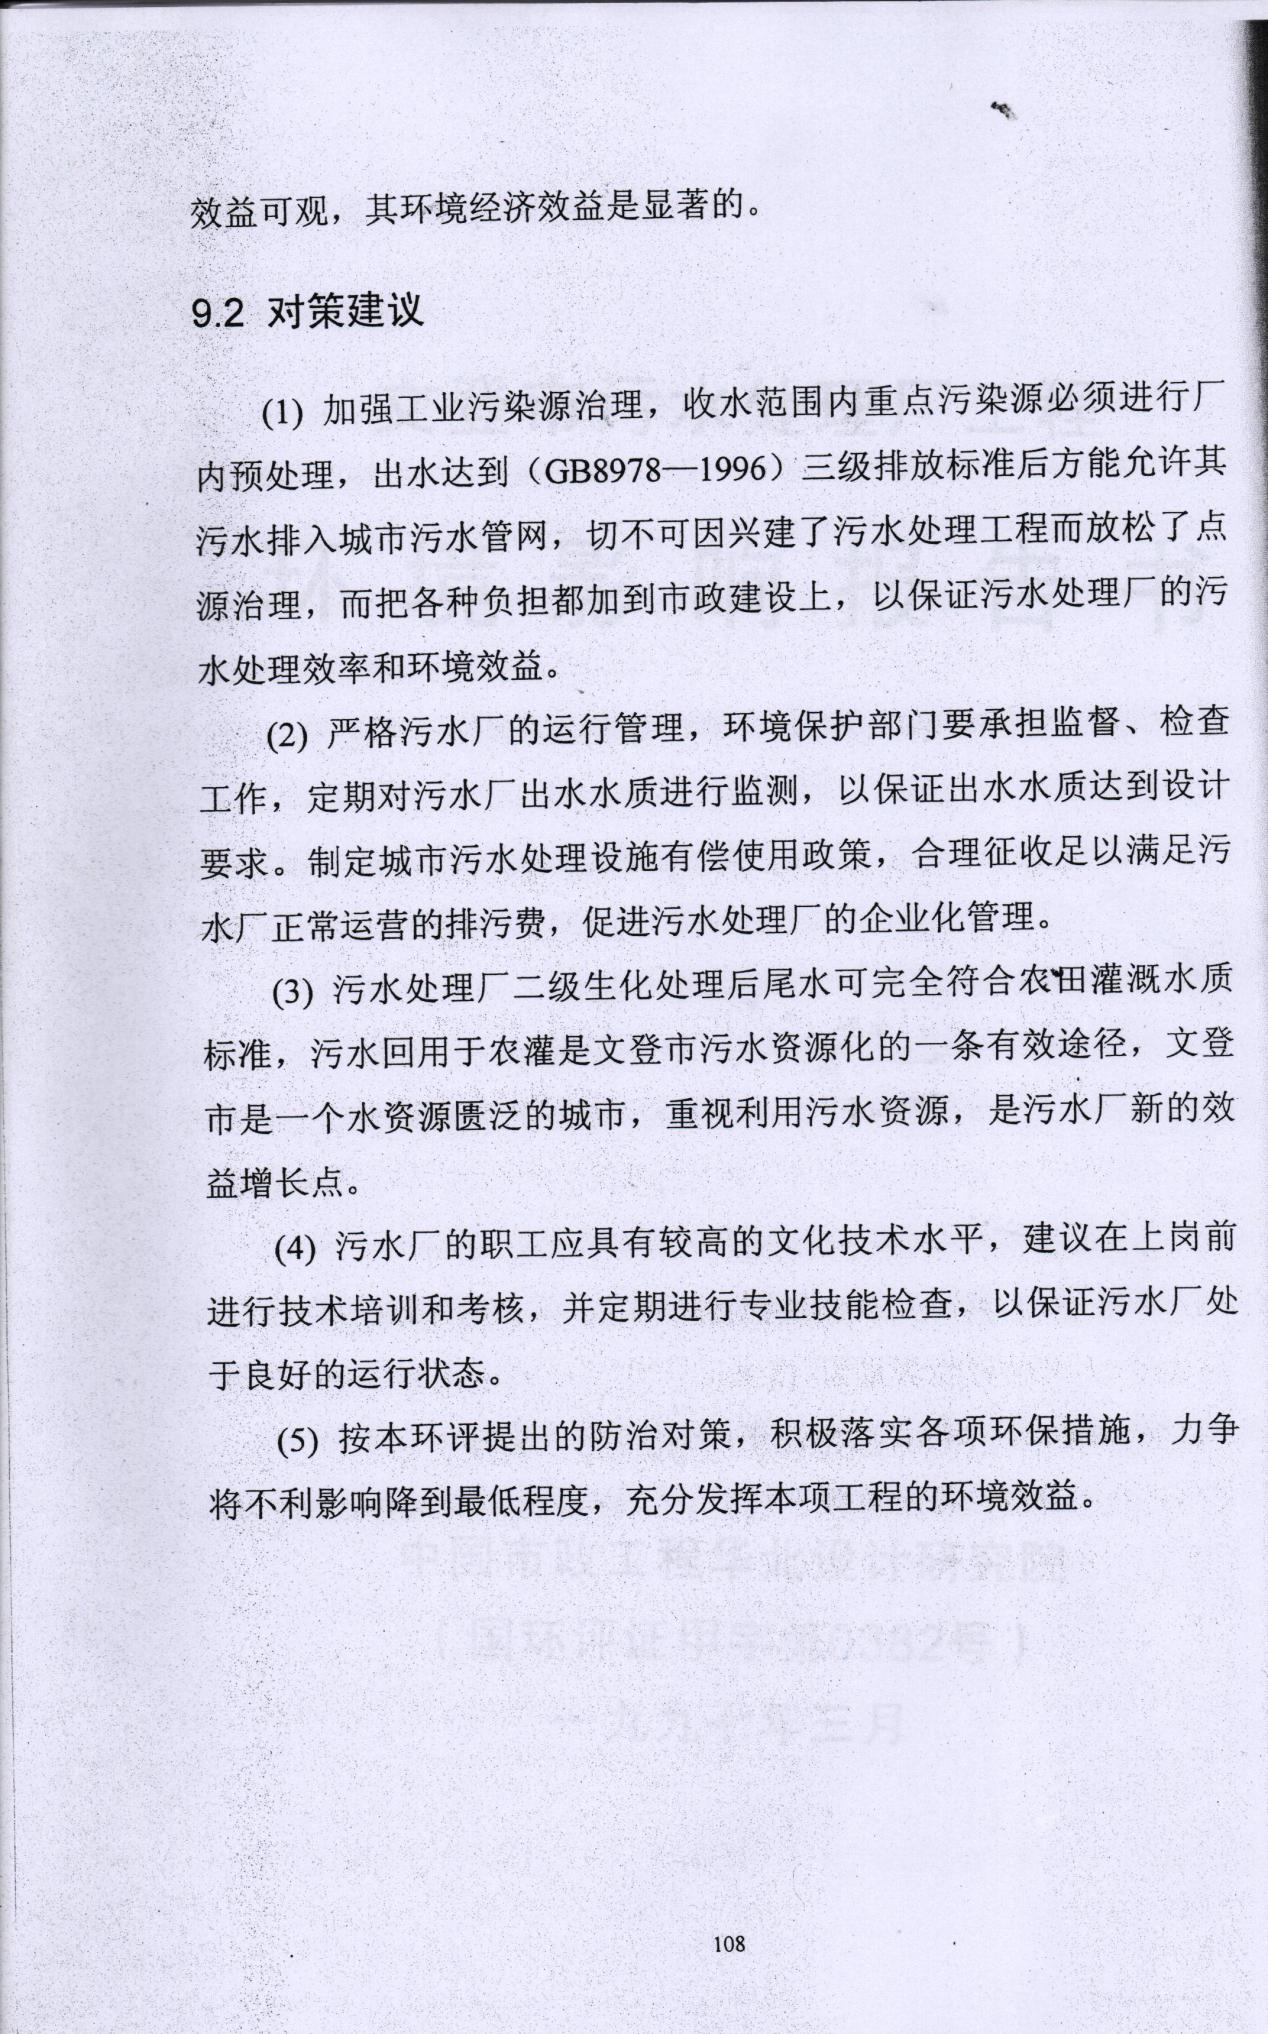 效益可观，其环境经济效益是显著的。
9.2 对策建议
(1) 加强工业污染源治理，收水范围内重点污染源必须进行厂
内预处理，出水达到（GB8978—1996）三级排放标准后方能允许其
污水排入城市污水管网，切不可因兴建了污水处理工程而放松了点
源治理，而把各种负担都加到市政建设上，以保证污水处理厂的污
水处理效率和环境效益。
(2) 严格污水厂的运行管理，环境保护部门要承担监督、检查
工作，定期对污水厂出水水质进行监测，以保证出水水质达到设计
要求。制定城市污水处理设施有偿使用政策，合理征收足以满足污
水厂正常运营的排污费，促进污水处理厂的企业化管理。
(3) 污水处理厂二级生化处理后尾水可完全符合农田灌溉水质
标准，污水回用于农灌是文登市污水资源化的一条有效途径，文登
市是一个水资源匮泛的城市，重视利用污水资源，是污水厂新的效
益增长点。
(4) 污水厂的职工应具有较高的文化技术水平，建议在上岗前
进行技术培训和考核，并定期进行专业技能检查，以保证污水厂处
于良好的运行状态。
(5) 按本环评提出的防治对策，积极落实各项环保措施，力争
将不利影响降到最低程度，充分发挥本项工程的环境效益。
中国市政工程华北设计研究院
108